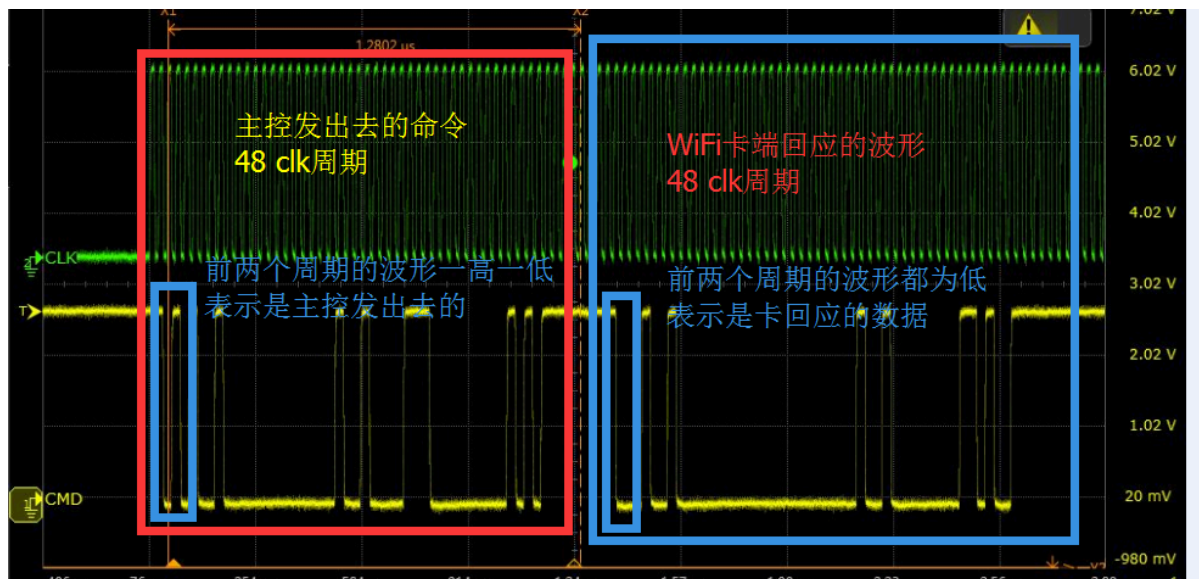 X1
X2
1.2802 us
7.02 V
6.02 V
主控发出去的命令
48 clk周期
WiFi卡端回应的波形
48 clk周期
5.02 V
4.02 V
CLK
前两个周期的波形一高一低
表示是主控发出去的
前两个周期的波形都为低
表示是卡回应的数据
3.02 V
T
2.02 V
1.02 V
CMD
20 mV
-980 mV